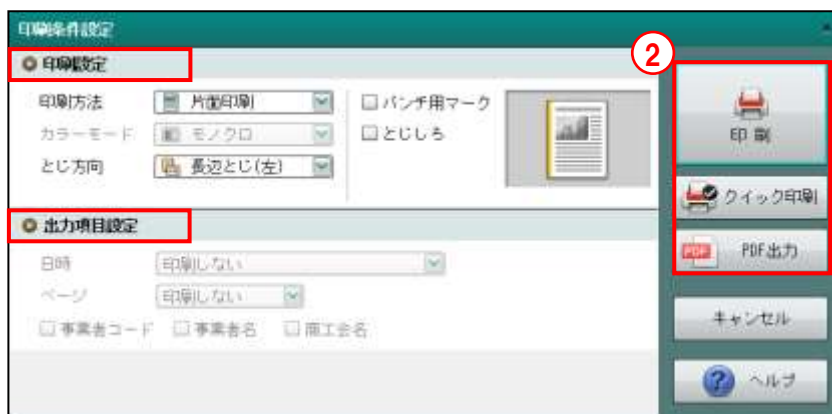 印刷条件設定
印刷設定
印刷方法 片面印刷 パンチ用マーク
カラーモード モノクロ とじしろ
とじ方向 長辺とじ(左)
出力項目設定
日時 印刷しない
ページ 印刷しない
事業者コード 事業者名 商工会名
2
印刷
クイック印刷
PDF PDF出力
キャンセル
? ヘルプ